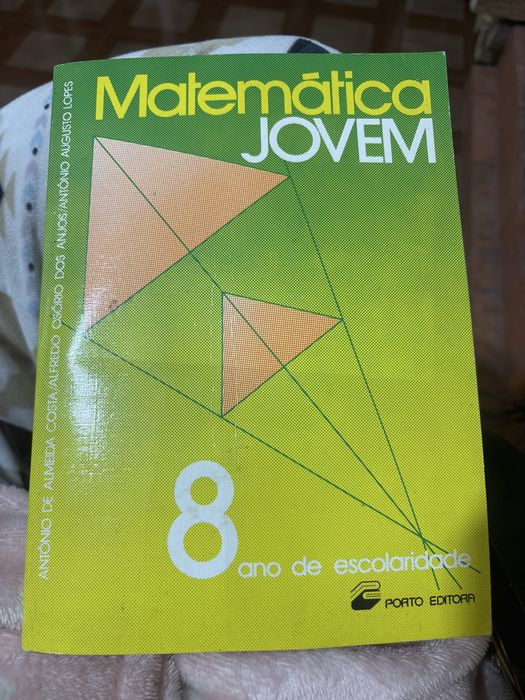 Matemática
JOVEM
ANTÓNIO DE ALMEIDA COSTA/ALFREDO OSÓRIO DOS ANJOS/ANTÓNIO AUGUSTO LOPES
8
ano de escolaridade
PORTO EDITORA